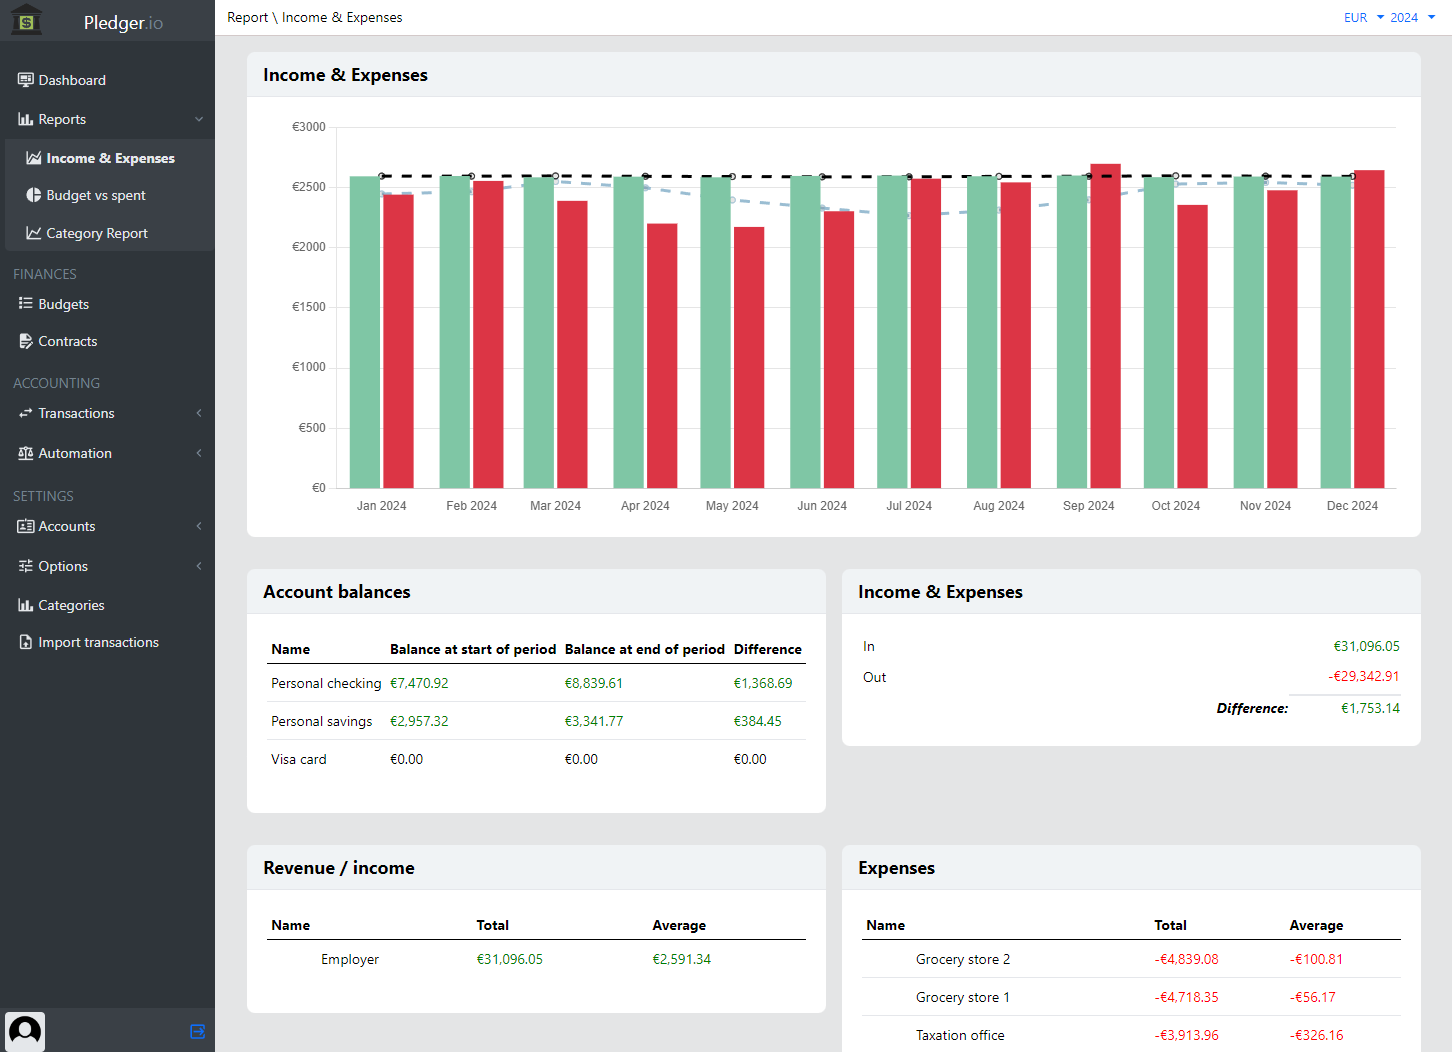 Pledger.io
Report \ Income & Expenses
EUR
2024
Dashboard
Reports
Income & Expenses
Budget vs spent
Category Report
FINANCES
Budgets
Contracts
ACCOUNTING
Transactions
Automation
SETTINGS
Accounts
Options
Categories
Import transactions
Income & Expenses
€3000
€2500
€2000
€1500
€1000
€500
€0
Jan 2024 Feb 2024 Mar 2024 Apr 2024 May 2024 Jun 2024 Jul 2024 Aug 2024 Sep 2024 Oct 2024 Nov 2024 Dec 2024
Account balances
Name Balance at start of period Balance at end of period Difference
Personal checking €7,470.92 €8,839.61 €1,368.69
Personal savings €2,957.32 €3,341.77 €384.45
Visa card €0.00 €0.00 €0.00
Income & Expenses
In €31,096.05
Out -€29,342.91
Difference: €1,753.14
Revenue / income
Name Total Average
Employer €31,096.05 €2,591.34
Expenses
Name Total Average
Grocery store 2 -€4,839.08 -€100.81
Grocery store 1 -€4,718.35 -€56.17
Taxation office -€3,913.96 -€326.16